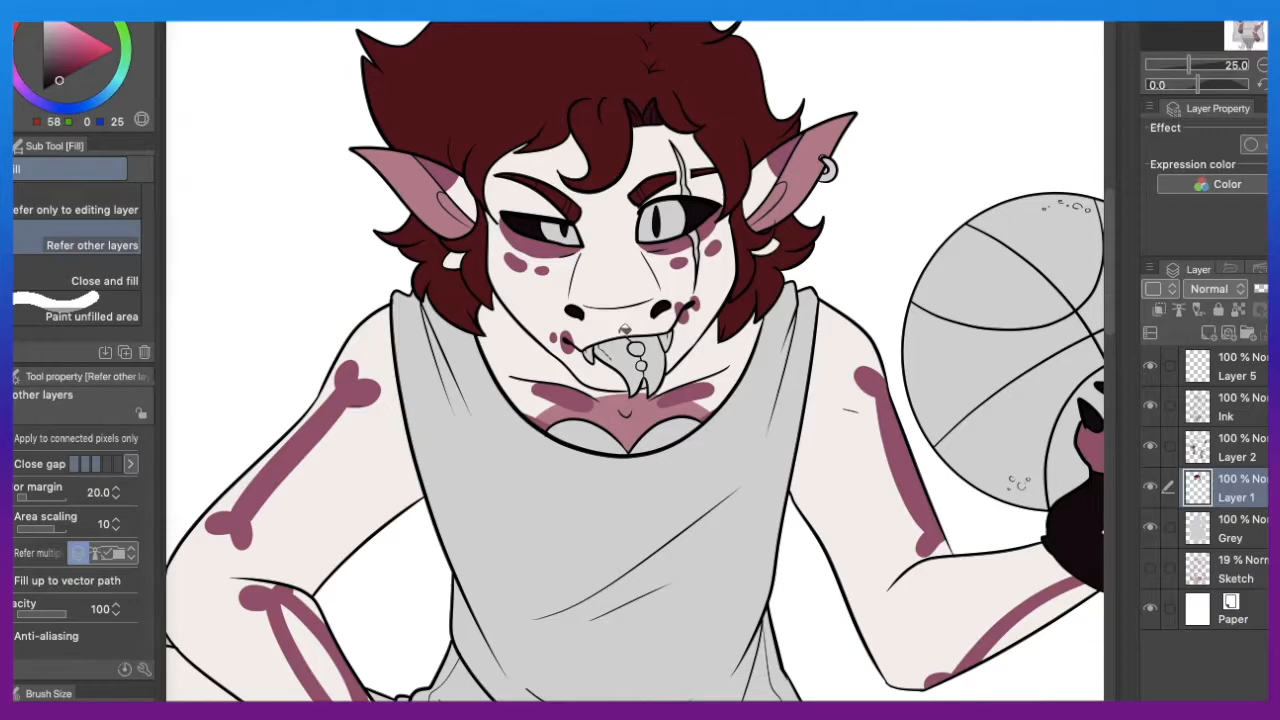 58 0 25
Sub Tool [Fill]
ill
efer only to editing layer
Refer other layers
Close and fill
Paint unfilled area
Tool property [Refer other lay
other layers
Apply to connected pixels only
Close gap
or margin 20.0
Area scaling 10
Refer multipl
Fill up to vector path
acity 100
Anti-aliasing
Brush Size
25.0
0.0
Layer Property
Effect
Expression color
Color
Layer
Normal
100 % Nor
Layer 5
100 % Nor
Ink
100 % Nor
Layer 2
100 % Nor
Layer 1
100 % Nor
Grey
19 % Norm
Sketch
Paper